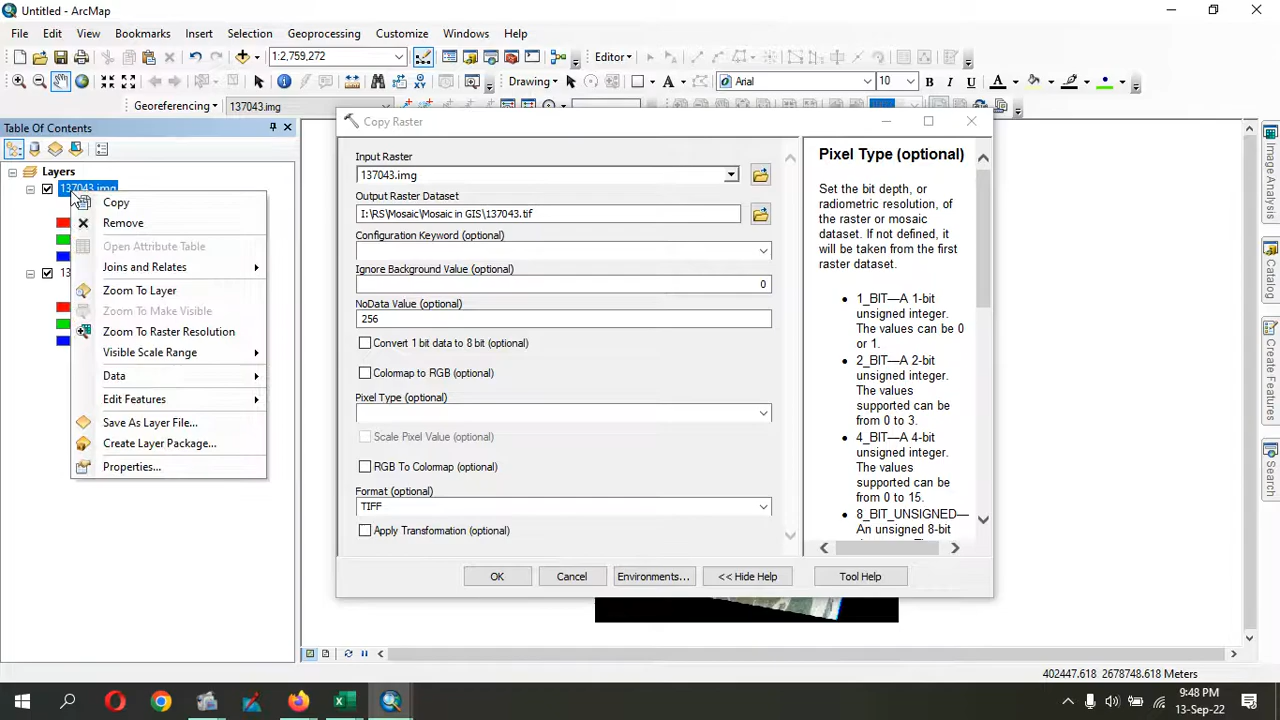 Untitled - ArcMap
File Edit View Bookmarks Insert Selection Geoprocessing Customize Windows Help
1:2,759,272 Editor
Drawing Arial 10 B I U A
Georeferencing 137043.img
Table Of Contents
Layers
137043.img
13
Copy
Remove
Open Attribute Table
Joins and Relates
Zoom To Layer
Zoom To Make Visible
Zoom To Raster Resolution
Visible Scale Range
Data
Edit Features
Save As Layer File...
Create Layer Package...
Properties...
Copy Raster
Input Raster
137043.img
Output Raster Dataset
I:\RS\Mosaic\Mosaic in GIS\137043.tif
Configuration Keyword (optional)
Ignore Background Value (optional)
0
NoData Value (optional)
256
Convert 1 bit data to 8 bit (optional)
Colormap to RGB (optional)
Pixel Type (optional)
Scale Pixel Value (optional)
RGB To Colormap (optional)
Format (optional)
TIFF
Apply Transformation (optional)
OK Cancel Environments... << Hide Help Tool Help
Pixel Type (optional)
Set the bit depth, or
radiometric resolution, of
the raster or mosaic
dataset. If not defined, it
will be taken from the first
raster dataset.
• 1_BIT—A 1-bit
unsigned integer.
The values can be 0
or 1.
• 2_BIT—A 2-bit
unsigned integer.
The values
supported can be
from 0 to 3.
• 4_BIT—A 4-bit
unsigned integer.
The values
supported can be
from 0 to 15.
• 8_BIT_UNSIGNED—
An unsigned 8-bit
Image Analysis
Catalog
Create Features
Search
402447.618 2678748.618 Meters
9:48 PM
13-Sep-22